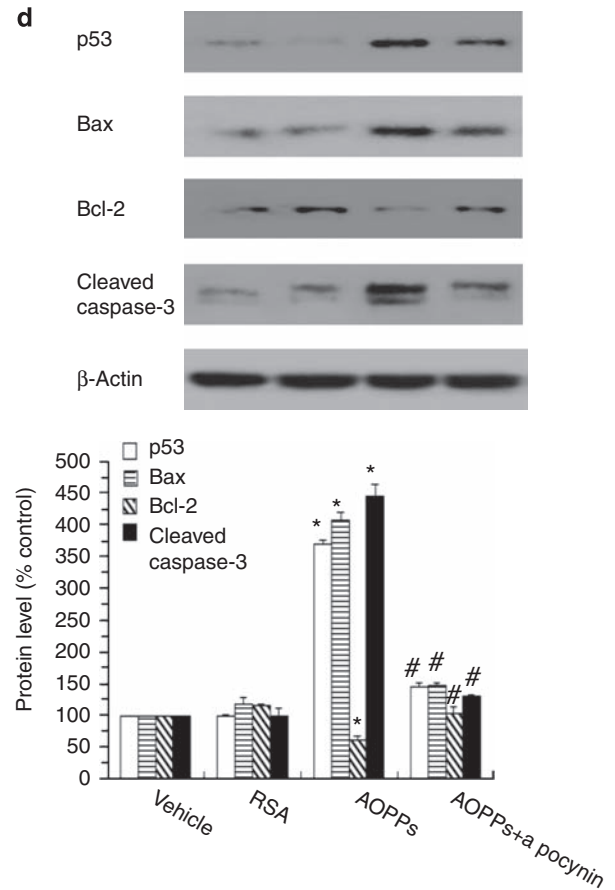 d
p53
Bax
Bcl-2
Cleaved
caspase-3
β-Actin
p53
Bax
Bcl-2
Cleaved
caspase-3
Protein level (% control)
500
450
400
350
300
250
200
150
100
50
0
*
*
*
*
#
#
#
#
Vehicle
RSA
AOPPs
AOPPs+a pocynin